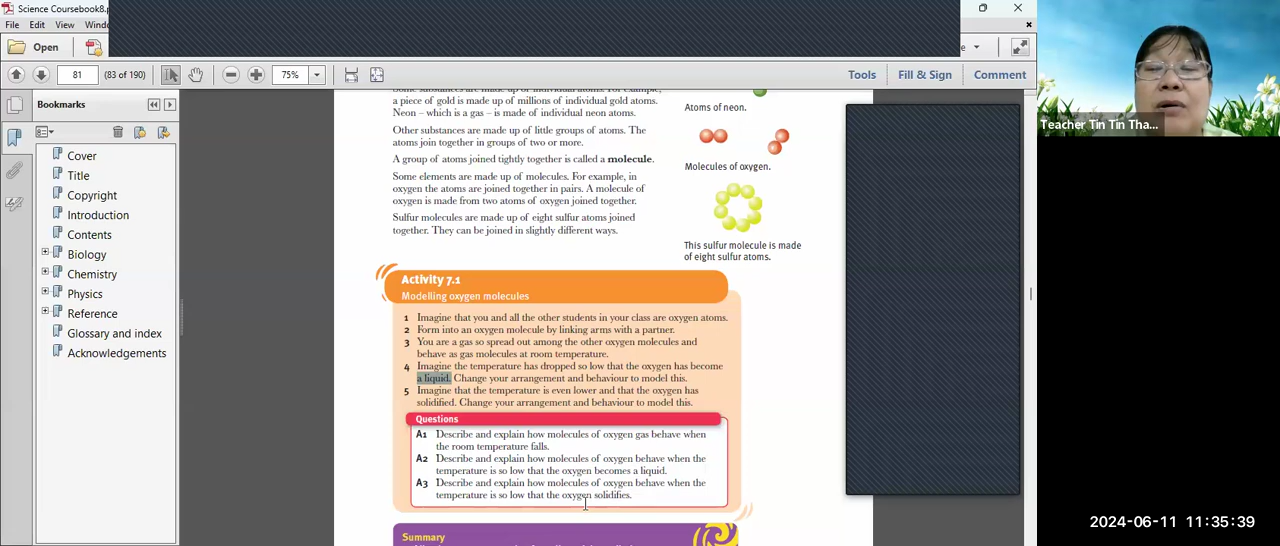 Science Coursebook8.p
File Edit View Windo
Open
81 (83 of 190) 75%
Tools Fill & Sign Comment
Bookmarks
Cover
Title
Copyright
Introduction
Contents
Biology
Chemistry
Physics
Reference
Glossary and index
Acknowledgements
Some substances are made up of individual atoms. For example,
a piece of gold is made up of millions of individual gold atoms.
Neon – which is a gas – is made of individual neon atoms.
Other substances are made up of little groups of atoms. The
atoms join together in groups of two or more.
A group of atoms joined tightly together is called a molecule.
Some elements are made up of molecules. For example, in
oxygen the atoms are joined together in pairs. A molecule of
oxygen is made from two atoms of oxygen joined together.
Sulfur molecules are made up of eight sulfur atoms joined
together. They can be joined in slightly different ways.
Atoms of neon.
Molecules of oxygen.
This sulfur molecule is made
of eight sulfur atoms.
Activity 7.1
Modelling oxygen molecules
1 Imagine that you and all the other students in your class are oxygen atoms.
2 Form into an oxygen molecule by linking arms with a partner.
3 You are a gas so spread out among the other oxygen molecules and
behave as gas molecules at room temperature.
4 Imagine the temperature has dropped so low that the oxygen has become
a liquid. Change your arrangement and behaviour to model this.
5 Imagine that the temperature is even lower and that the oxygen has
solidified. Change your arrangement and behaviour to model this.
Questions
A1 Describe and explain how molecules of oxygen gas behave when
the room temperature falls.
A2 Describe and explain how molecules of oxygen behave when the
temperature is so low that the oxygen becomes a liquid.
A3 Describe and explain how molecules of oxygen behave when the
temperature is so low that the oxygen solidifies.
Summary
Teacher Tin Tin Tha...
2024-06-11 11:35:39